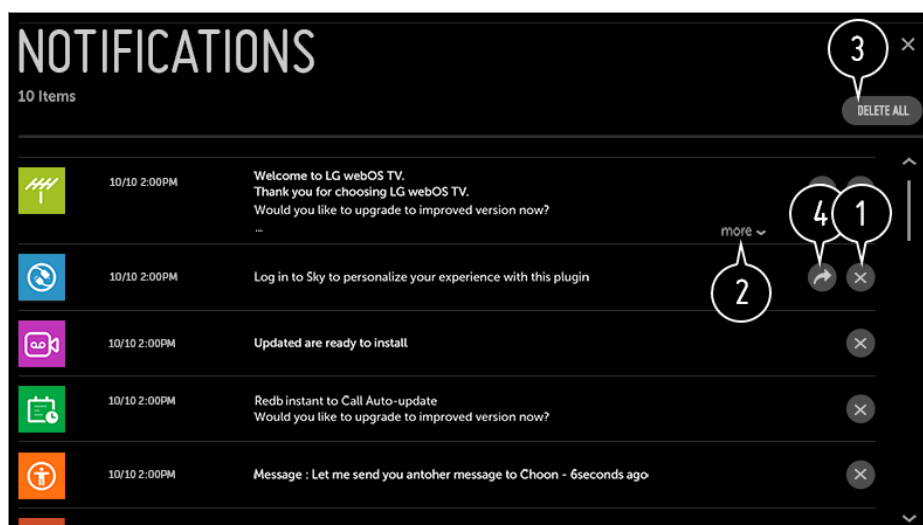 NOTIFICATIONS
10 Items
3
DELETE ALL
10/10 2:00PM
Welcome to LG webOS TV.
Thank you for choosing LG webOS TV.
Would you like to upgrade to improved version now?
...
more
4
1
2
10/10 2:00PM
Log in to Sky to personalize your experience with this plugin
10/10 2:00PM
Updated are ready to install
10/10 2:00PM
Redb instant to Call Auto-update
Would you like to upgrade to improved version now?
10/10 2:00PM
Message : Let me send you antoher message to Choon - 6seconds ago